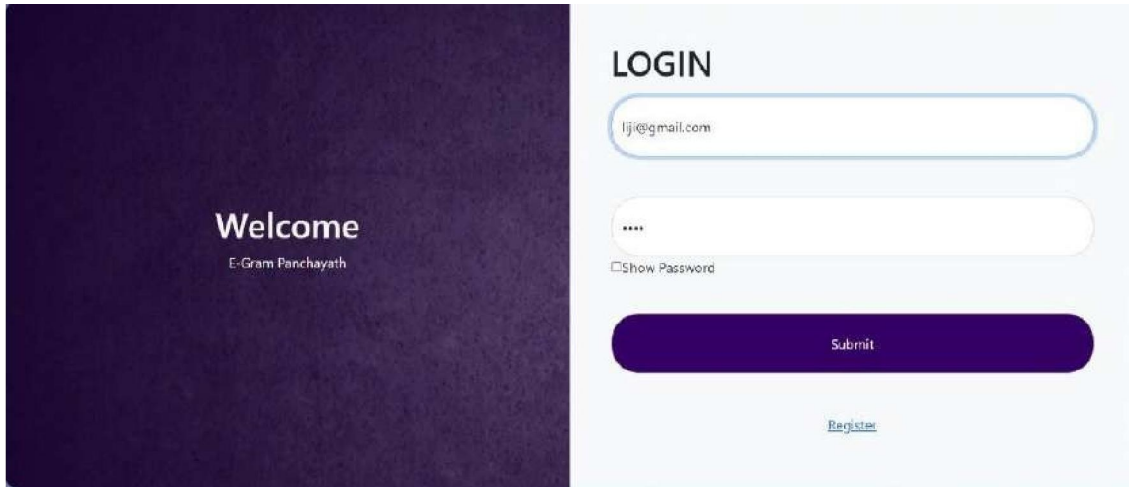 Welcome
E-Gram Panchayath
LOGIN
liji@gmail.com
••••
Show Password
Submit
Register